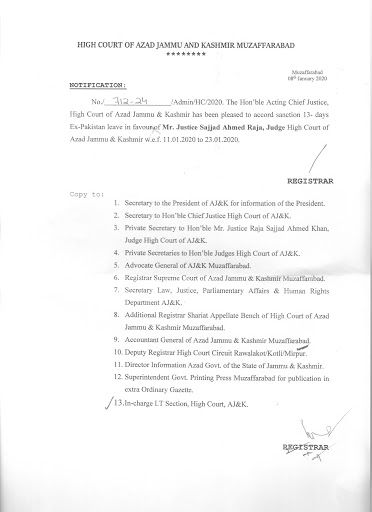 HIGH COURT OF AZAD JAMMU AND KASHMIR MUZAFFARABAD
********
Muzaffarabad
08th January 2020
NOTIFICATION:
No./ 712-24 /Admin/HC/2020. The Hon'ble Acting Chief Justice,
High Court of Azad Jammu & Kashmir has been pleased to accord sanction 13- days
Ex-Pakistan leave in favour of Mr. Justice Sajjad Ahmed Raja, Judge High Court of
Azad Jammu & Kashmir w.e.f. 11.01.2020 to 23.01.2020.
REGISTRAR
Copy to:
1. Secretary to the President of AJ&K for information of the President.
2. Secretary to Hon'ble Chief Justice High Court of AJ&K.
3. Private Secretary to Hon'ble Mr. Justice Raja Sajjad Ahmed Khan,
Judge High Court of AJ&K.
4. Private Secretaries to Hon'ble Judges High Court of AJ&K.
5. Advocate General of AJ&K Muzaffarabad.
6. Registrar Supreme Court of Azad Jammu & Kashmir Muzaffarabad.
7. Secretary Law, Justice, Parliamentary Affairs & Human Rights
Department AJ&K.
8. Additional Registrar Shariat Appellate Bench of High Court of Azad
Jammu & Kashmir Muzaffarabad.
9. Accountant General of Azad Jammu & Kashmir Muzaffarabad.
10. Deputy Registrar High Court Circuit Rawalakot/Kotli/Mirpur.
11. Director Information Azad Govt. of the State of Jammu & Kashmir.
12. Superintendent Govt. Printing Press Muzaffarabad for publication in
extra Ordinary Gazette.
13. In-charge I.T Section, High Court, AJ&K.
REGISTRAR